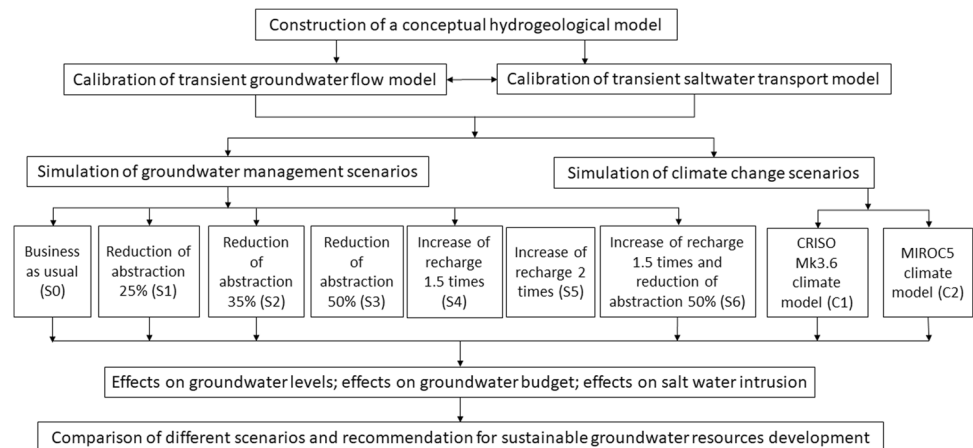 Construction of a conceptual hydrogeological model
Calibration of transient groundwater flow model
Calibration of transient saltwater transport model
Simulation of groundwater management scenarios
Simulation of climate change scenarios
Business
as usual
(S0)
Reduction of
abstraction
25% (S1)
Reduction
of
abstraction
35% (S2)
Reduction
of
abstraction
50% (S3)
Increase of
recharge
1.5 times
(S4)
Increase of
recharge 2
times (S5)
Increase of recharge
1.5 times and
reduction of
abstraction 50% (S6)
CRISO
Mk3.6
climate
model (C1)
MIROC5
climate
model (C2)
Effects on groundwater levels; effects on groundwater budget; effects on salt water intrusion
Comparison of different scenarios and recommendation for sustainable groundwater resources development